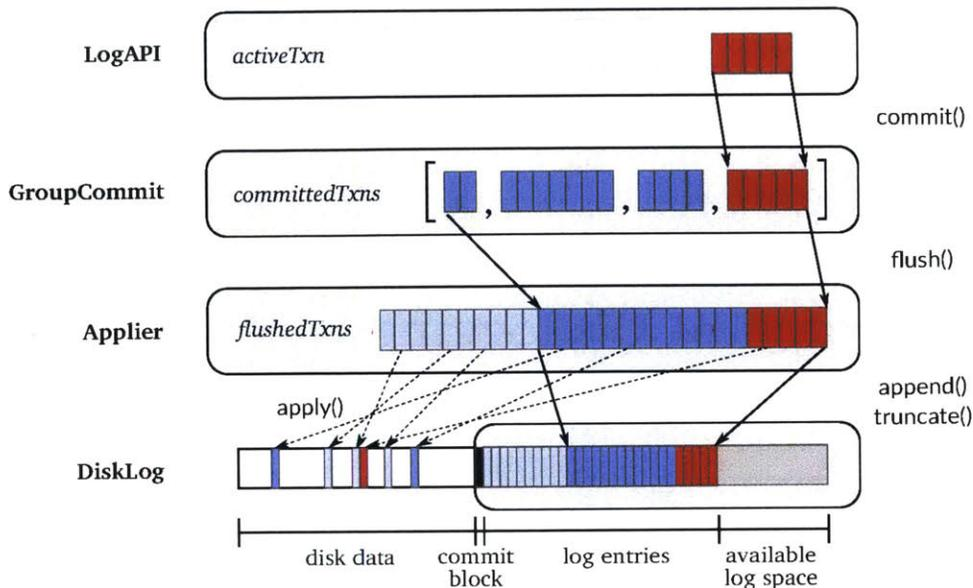 LogAPI
activeTxn
commit()
GroupCommit
committedTxns
[ , , , ]
flush()
Applier
flushedTxns
append()
truncate()
apply()
DiskLog
disk data
commit
block
log entries
available
log space